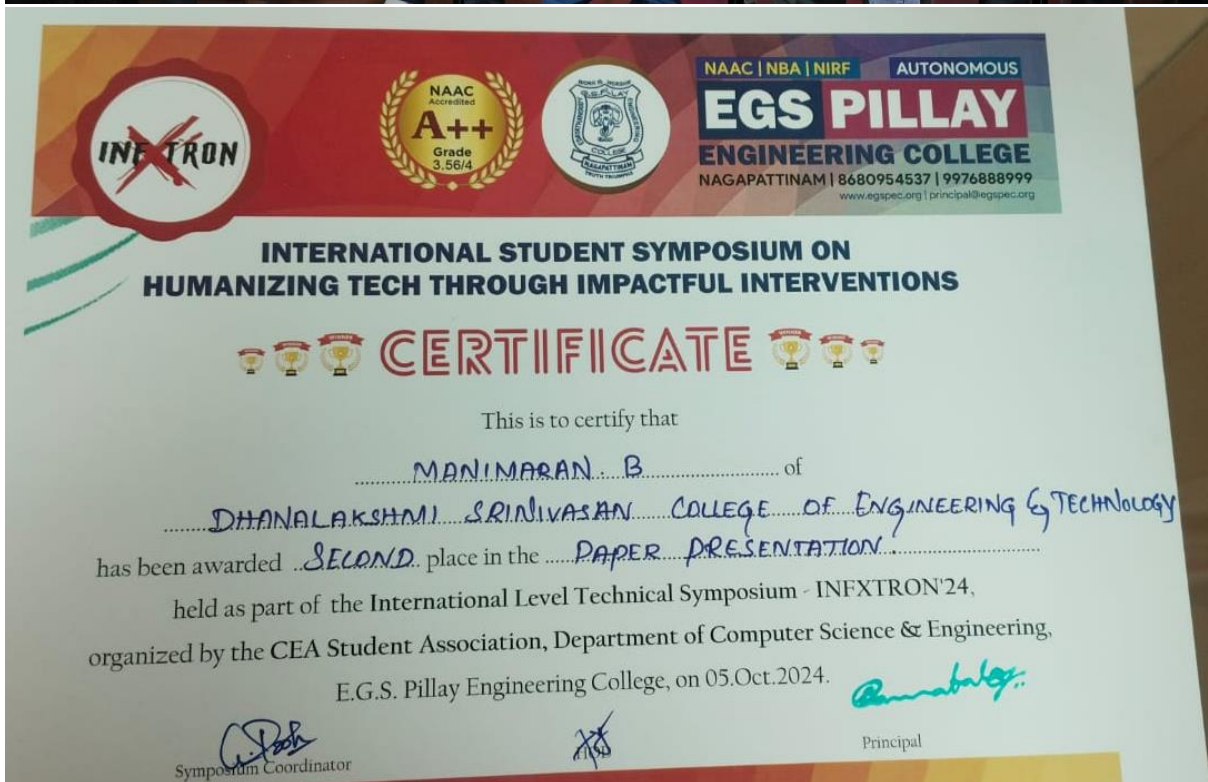 INFXTRON
NAAC
Accredited
A++
Grade
3.56/4
COLLEGE
NAGAPATTINAM
NAAC | NBA | NIRF AUTONOMOUS
EGS PILLAY
ENGINEERING COLLEGE
NAGAPATTINAM | 8680954537 | 9976888999
www.egspec.org | principal@egspec.org
INTERNATIONAL STUDENT SYMPOSIUM ON
HUMANIZING TECH THROUGH IMPACTFUL INTERVENTIONS
CERTIFICATE
This is to certify that
MANIMARAN. B of
DHANALAKSHMI SRINIVASAN COLLEGE OF ENGINEERING & TECHNOLOGY
has been awarded SECOND place in the PAPER PRESENTATION.
held as part of the International Level Technical Symposium - INFXTRON'24,
organized by the CEA Student Association, Department of Computer Science & Engineering,
E.G.S. Pillay Engineering College, on 05.Oct.2024.
Symposium Coordinator
Principal